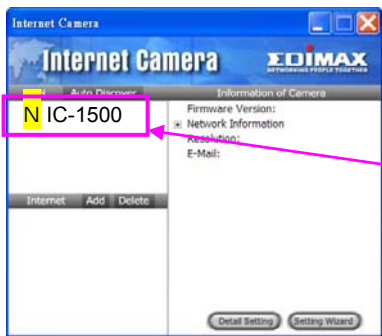 Internet Camera
Internet Camera
EDIMAX
NETWORKING PEOPLE TOGETHER
Auto Discover
Information of Camera
N IC-1500
Firmware Version:
Network Information
Resolution:
E-Mail:
Internet Add Delete
Detail Setting Setting Wizard